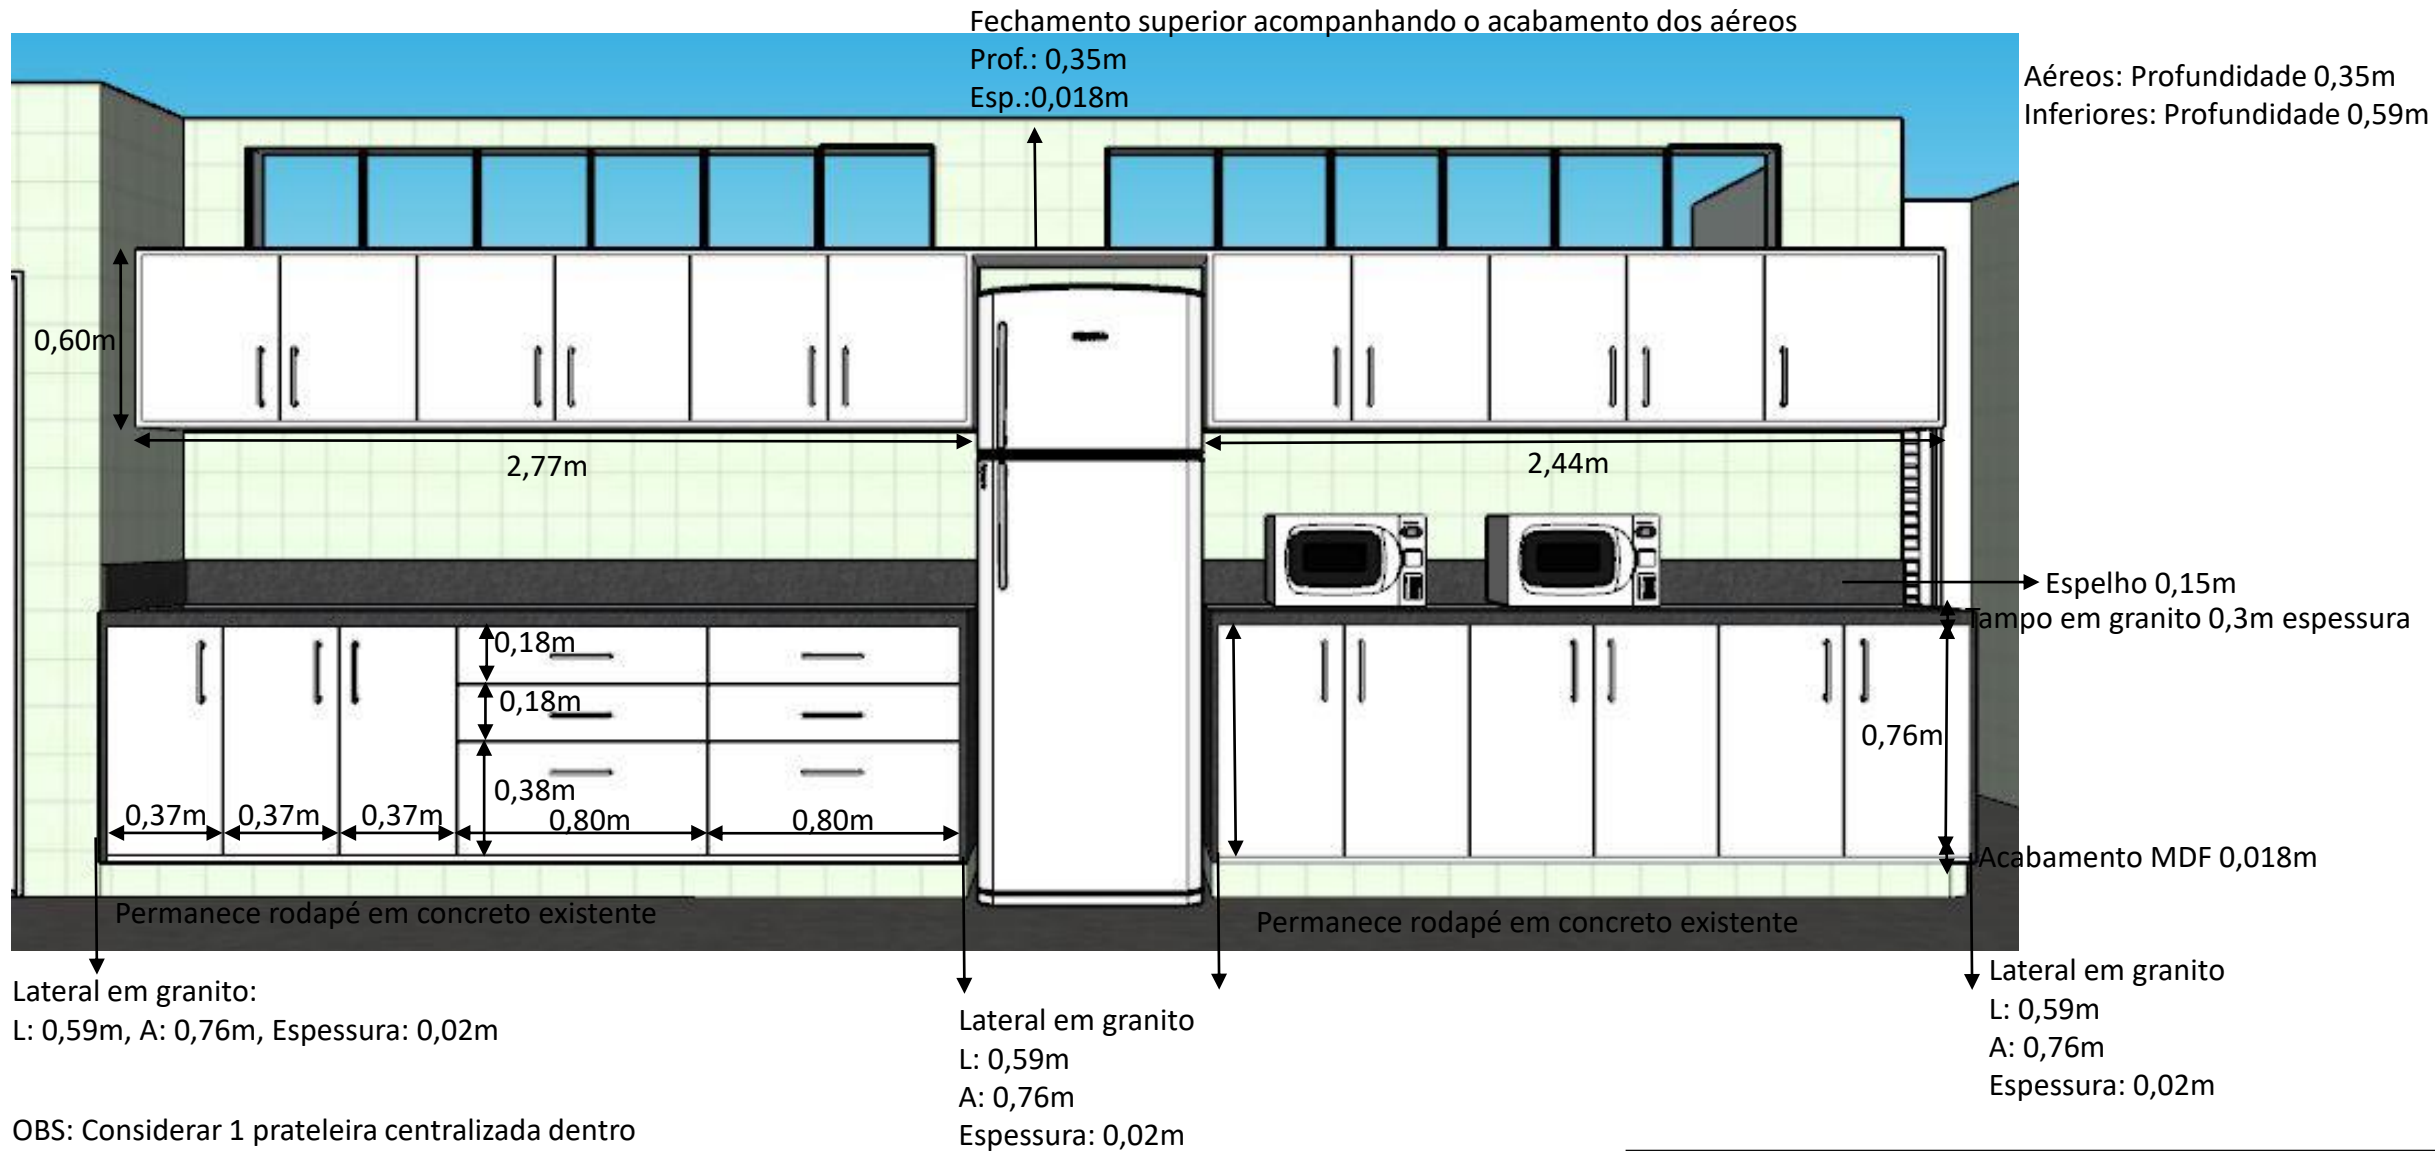 Fechamento superior acompanhando o acabamento dos aéreos
Prof.: 0,35m
Esp.:0,018m
Aéreos: Profundidade 0,35m
Inferiores: Profundidade 0,59m
0,60m
2,77m
2,44m
Espelho 0,15m
Tampo em granito 0,3m espessura
0,18m
0,18m
0,76m
0,38m
0,37m
0,37m
0,37m
0,80m
0,80m
Acabamento MDF 0,018m
Permanece rodapé em concreto existente
Permanece rodapé em concreto existente
Lateral em granito:
L: 0,59m, A: 0,76m, Espessura: 0,02m
Lateral em granito
L: 0,59m
A: 0,76m
Espessura: 0,02m
Lateral em granito
L: 0,59m
A: 0,76m
Espessura: 0,02m
OBS: Considerar 1 prateleira centralizada dentro